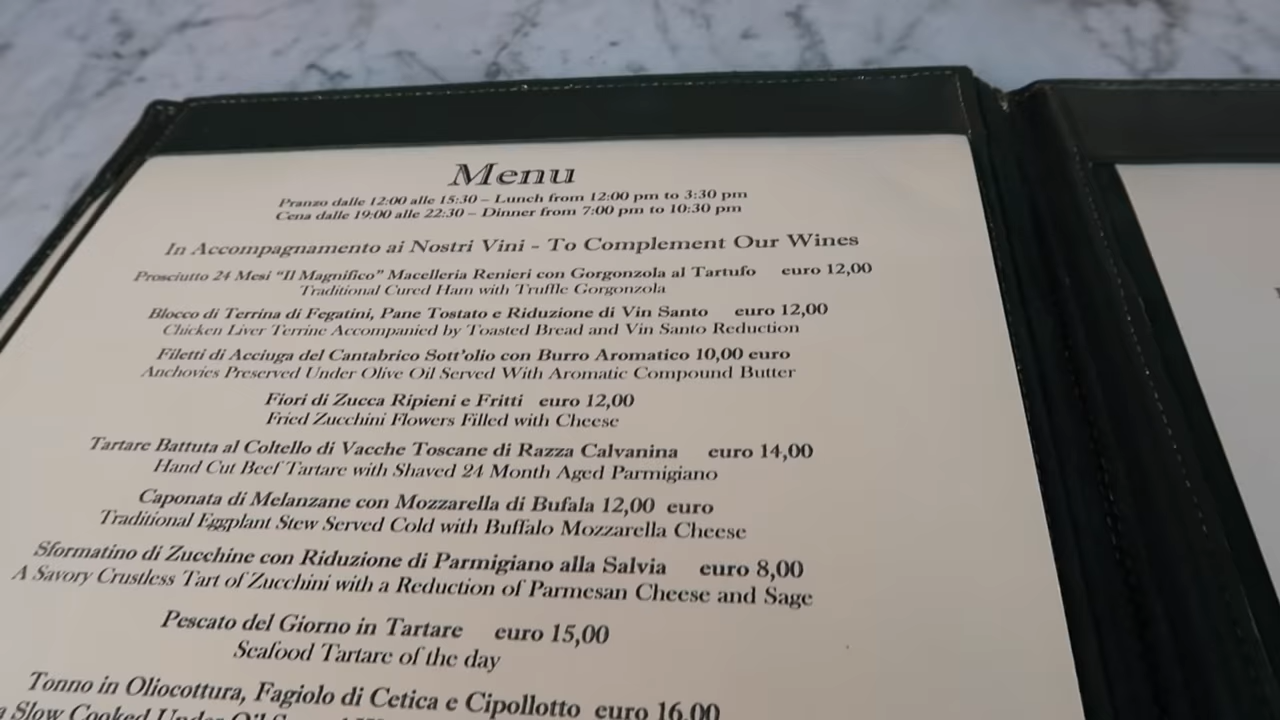 Menu
Pranzo dalle 12:00 alle 15:30 – Lunch from 12:00 pm to 3:30 pm
Cena dalle 19:00 alle 22:30 – Dinner from 7:00 pm to 10:30 pm
In Accompagnamento ai Nostri Vini - To Complement Our Wines
Prosciutto 24 Mesi "Il Magnifico" Macelleria Renieri con Gorgonzola al Tartufo euro 12,00
Traditional Cured Ham with Truffle Gorgonzola
Blocco di Terrina di Fegatini, Pane Tostato e Riduzione di Vin Santo euro 12,00
Chicken Liver Terrine Accompanied by Toasted Bread and Vin Santo Reduction
Filetti di Acciuga del Cantabrico Sott'olio con Burro Aromatico 10,00 euro
Anchovies Preserved Under Olive Oil Served With Aromatic Compound Butter
Fiori di Zucca Ripieni e Fritti euro 12,00
Fried Zucchini Flowers Filled with Cheese
Tartare Battuta al Coltello di Vacche Toscane di Razza Calvanina euro 14,00
Hand Cut Beef Tartare with Shaved 24 Month Aged Parmigiano
Caponata di Melanzane con Mozzarella di Bufala 12,00 euro
Traditional Eggplant Stew Served Cold with Buffalo Mozzarella Cheese
Sformatino di Zucchine con Riduzione di Parmigiano alla Salvia euro 8,00
A Savory Crustless Tart of Zucchini with a Reduction of Parmesan Cheese and Sage
Pescato del Giorno in Tartare euro 15,00
Seafood Tartare of the day
Tonno in Oliocottura, Fagiolo di Cetica e Cipollotto euro 16,00
Slow Cooked Under Oil